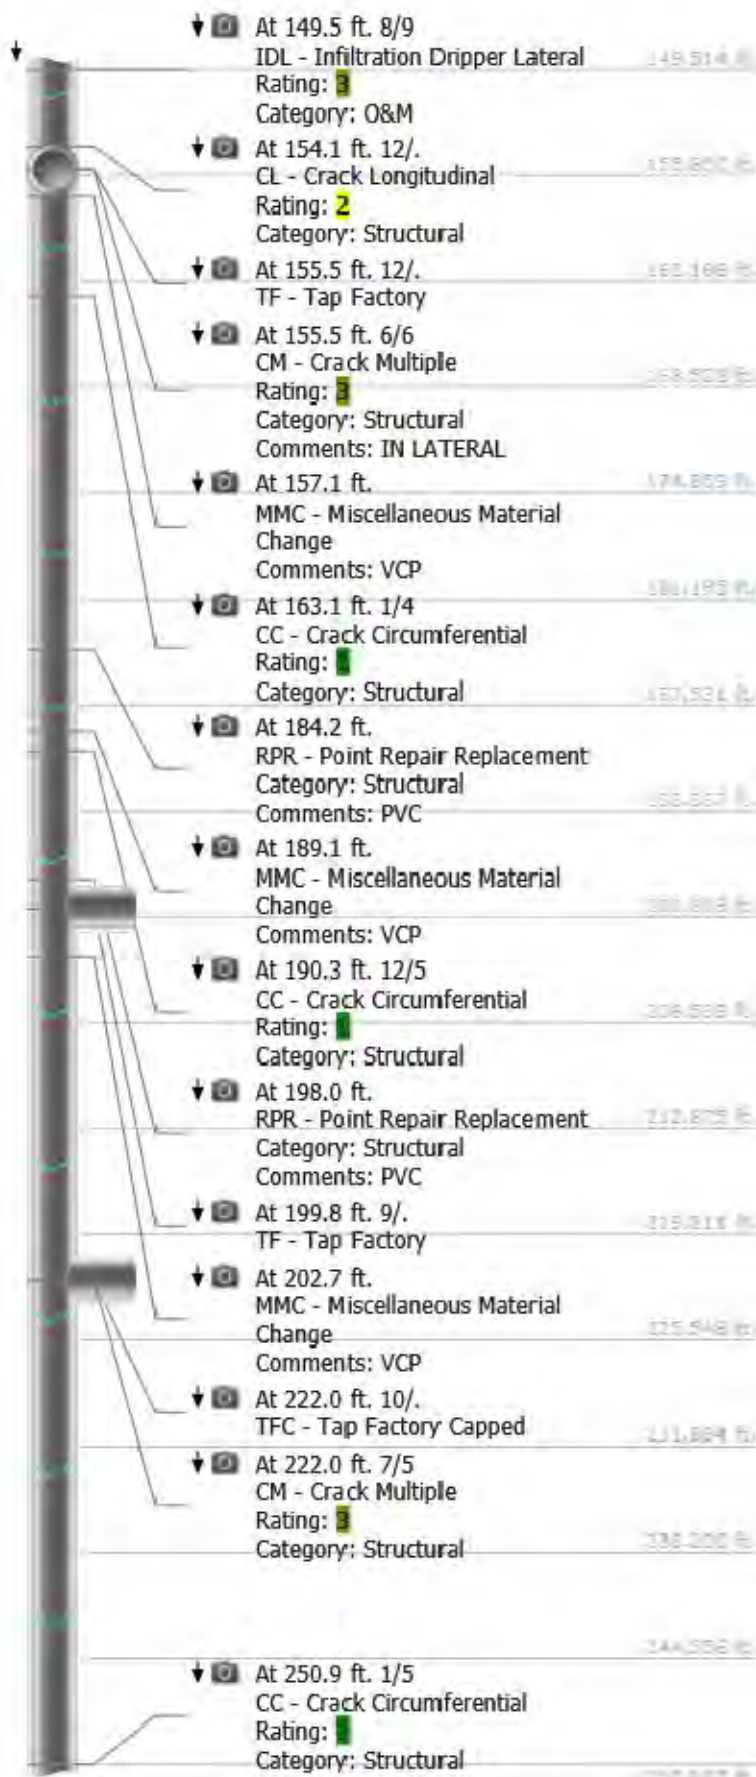 At 149.5 ft. 8/9
IDL - Infiltration Dripper Lateral
149.514 ft.
Rating: 3
Category: O&M
At 154.1 ft. 12/.
CL - Crack Longitudinal
Rating: 2
Category: Structural
At 155.5 ft. 12/.
TF - Tap Factory
At 155.5 ft. 6/6
CM - Crack Multiple
Rating: 3
Category: Structural
Comments: IN LATERAL
At 157.1 ft.
MMC - Miscellaneous Material
Change
Comments: VCP
At 163.1 ft. 1/4
CC - Crack Circumferential
Rating:
Category: Structural
At 184.2 ft.
RPR - Point Repair Replacement
Category: Structural
Comments: PVC
At 189.1 ft.
MMC - Miscellaneous Material
Change
Comments: VCP
At 190.3 ft. 12/5
CC - Crack Circumferential
Rating:
Category: Structural
At 198.0 ft.
RPR - Point Repair Replacement
Category: Structural
Comments: PVC
At 199.8 ft. 9/.
TF - Tap Factory
At 202.7 ft.
MMC - Miscellaneous Material
Change
Comments: VCP
At 222.0 ft. 10/.
TFC - Tap Factory Capped
At 222.0 ft. 7/5
CM - Crack Multiple
Rating: 3
Category: Structural
At 250.9 ft. 1/5
CC - Crack Circumferential
Rating:
Category: Structural